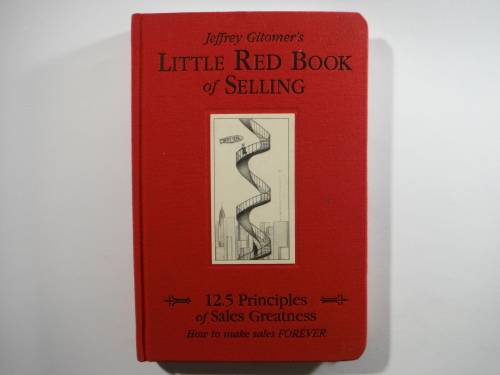 Jeffrey Gitomer's
LITTLE RED BOOK
of SELLING
12.5 Principles
of Sales Greatness
How to make sales FOREVER